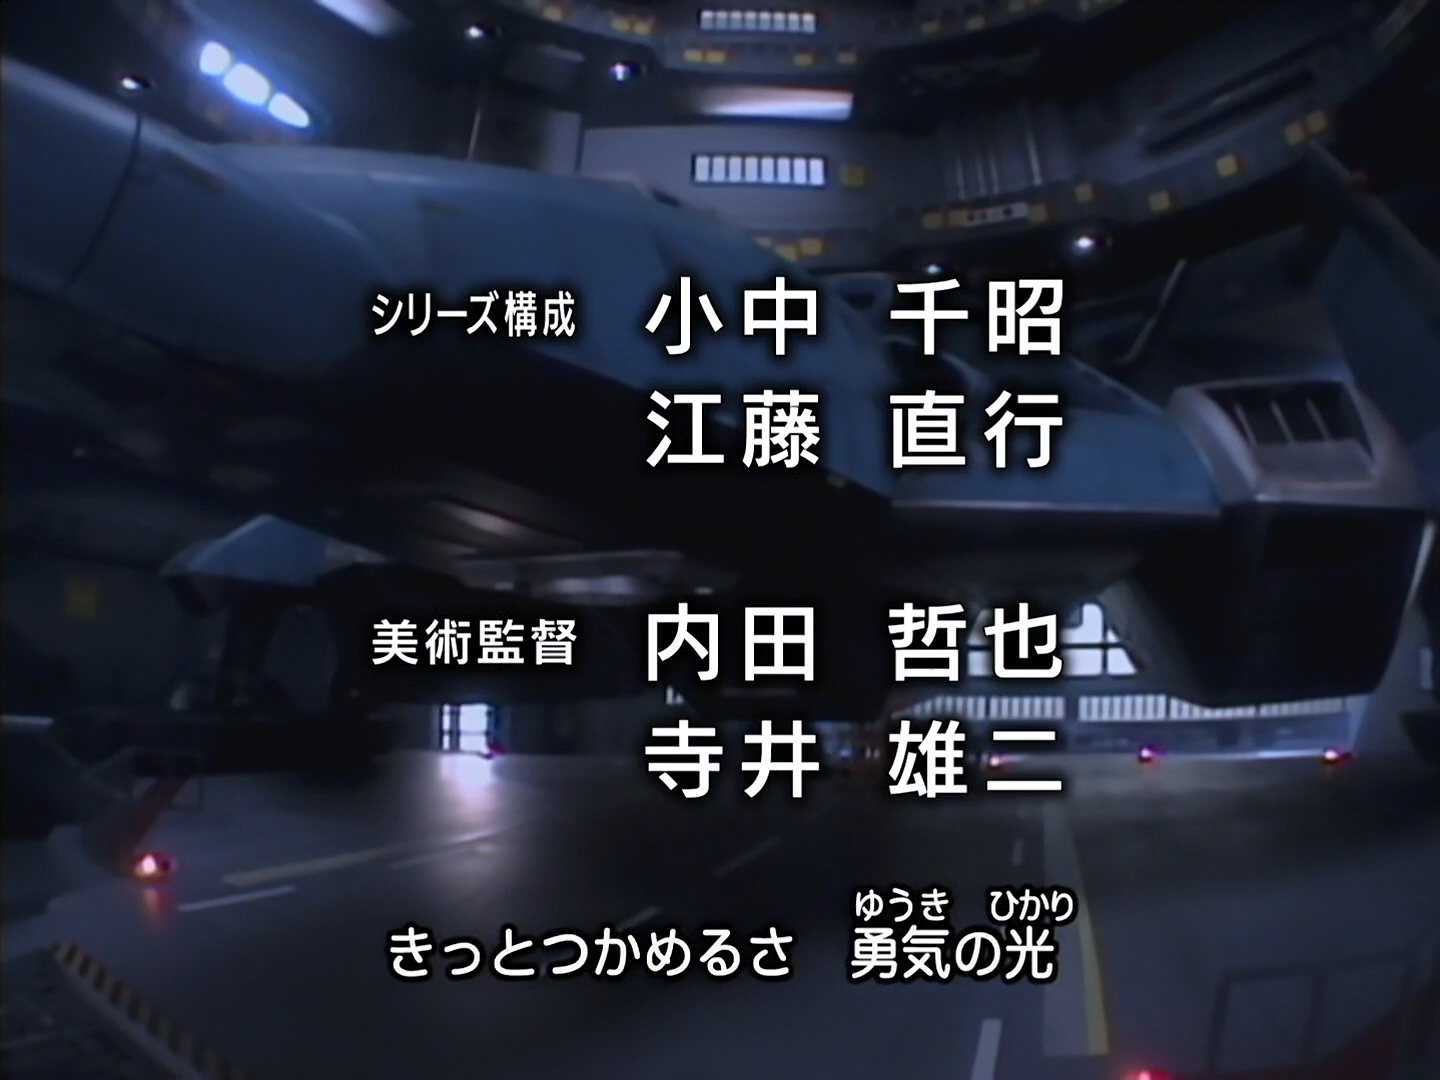 シリーズ構成 小中 千昭
江藤 直行
美術監督 内田 哲也
寺井 雄二
ゆうき ひかり
きっとつかめるさ 勇気の光